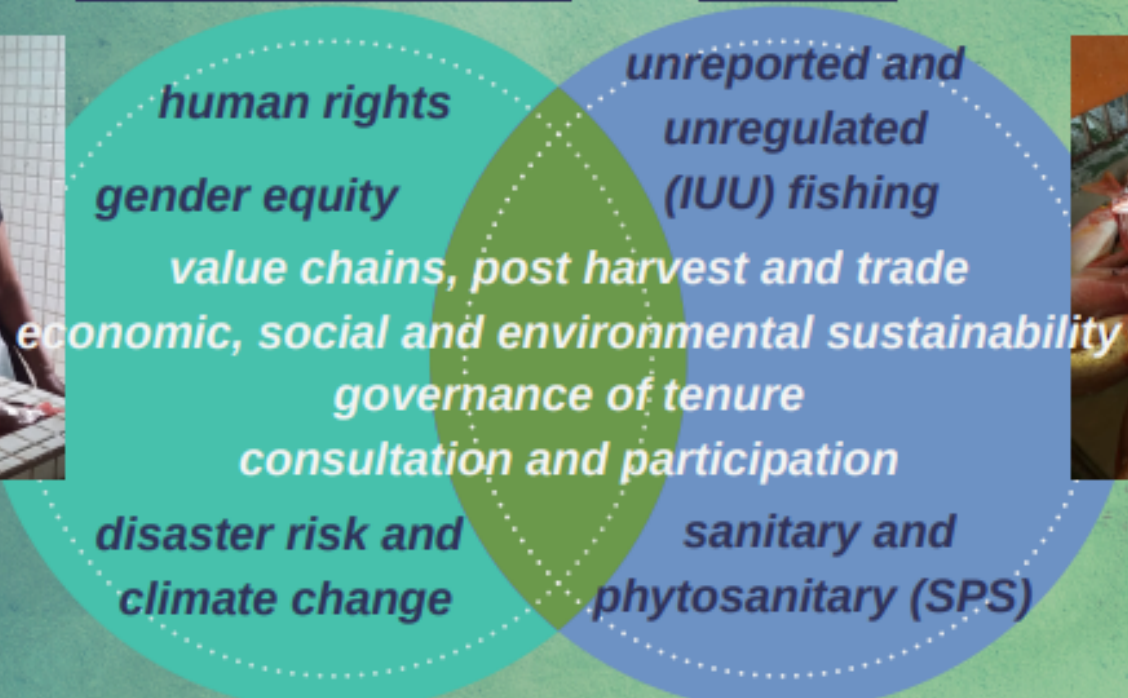 human rights
gender equity
unreported and
unregulated
(IUU) fishing
value chains, post harvest and trade
economic, social and environmental sustainability
governance of tenure
consultation and participation
disaster risk and
climate change
sanitary and
phytosanitary (SPS)